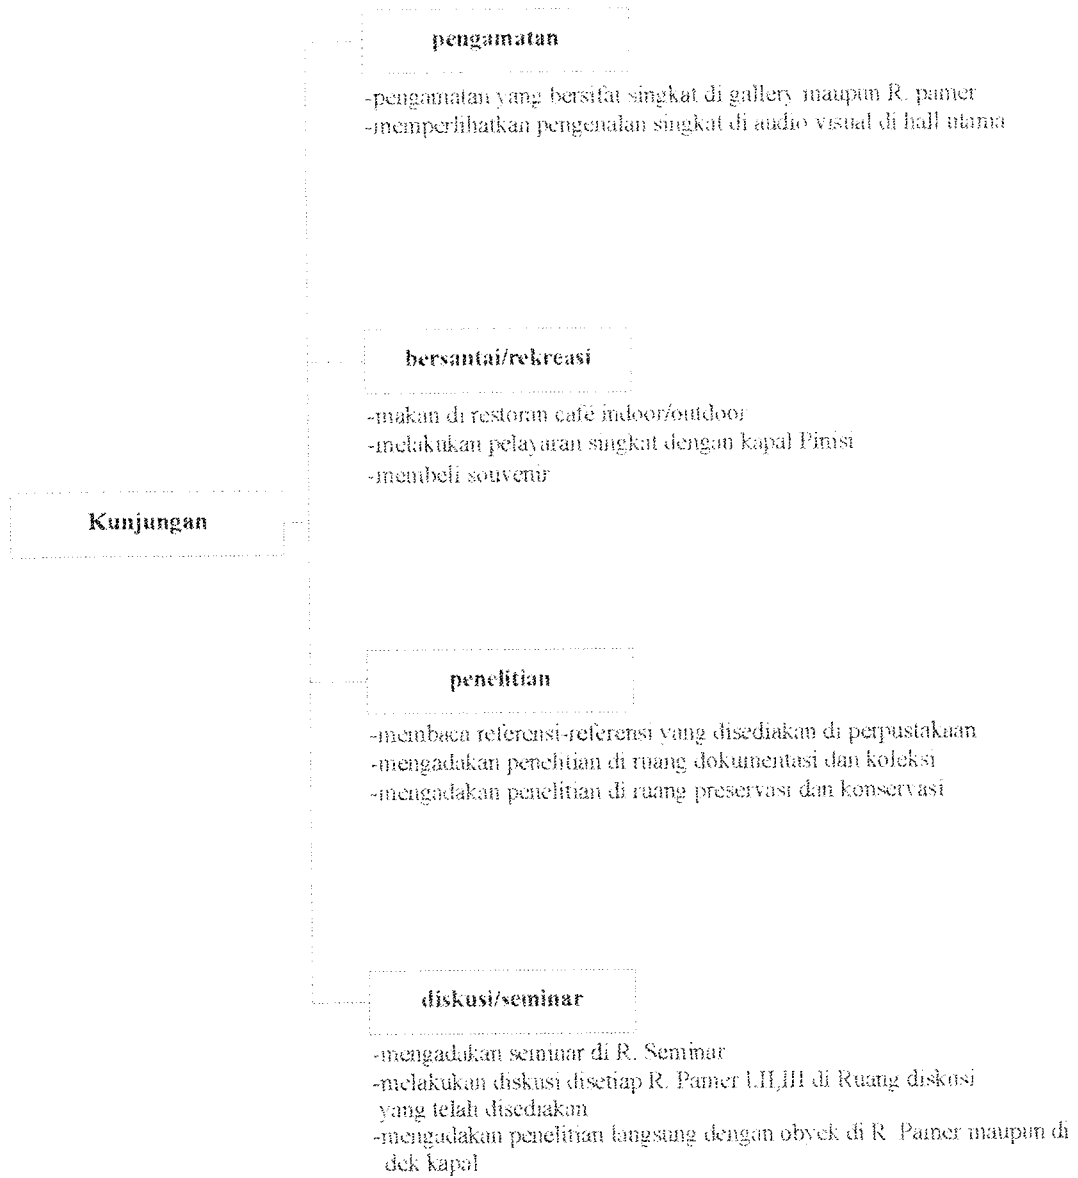 pengamatan
-pengamatan yang bersifat singkat di gallery maupun R. pamer
-memperlihatkan pengenalan singkat di audio visual di hall utama
bersantai/rekreasi
-makan di restoran café indoor/outdoor
-melakukan pelayaran singkat dengan kapal Pinisi
-membeli souvenir
Kunjungan
penelitian
-membaca referensi-referensi yang disediakan di perpustakaan
-mengadakan penelitian di ruang dokumentasi dan koleksi
-mengadakan penelitian di ruang preservasi dan konservasi
diskusi/seminar
-mengadakan seminar di R. Seminar
-melakukan diskusi disetiap R. Pamer I,II,III di Ruang diskusi
yang telah disediakan
-mengadakan penelitian langsung dengan obyek di R. Pamer maupun di
dek kapal